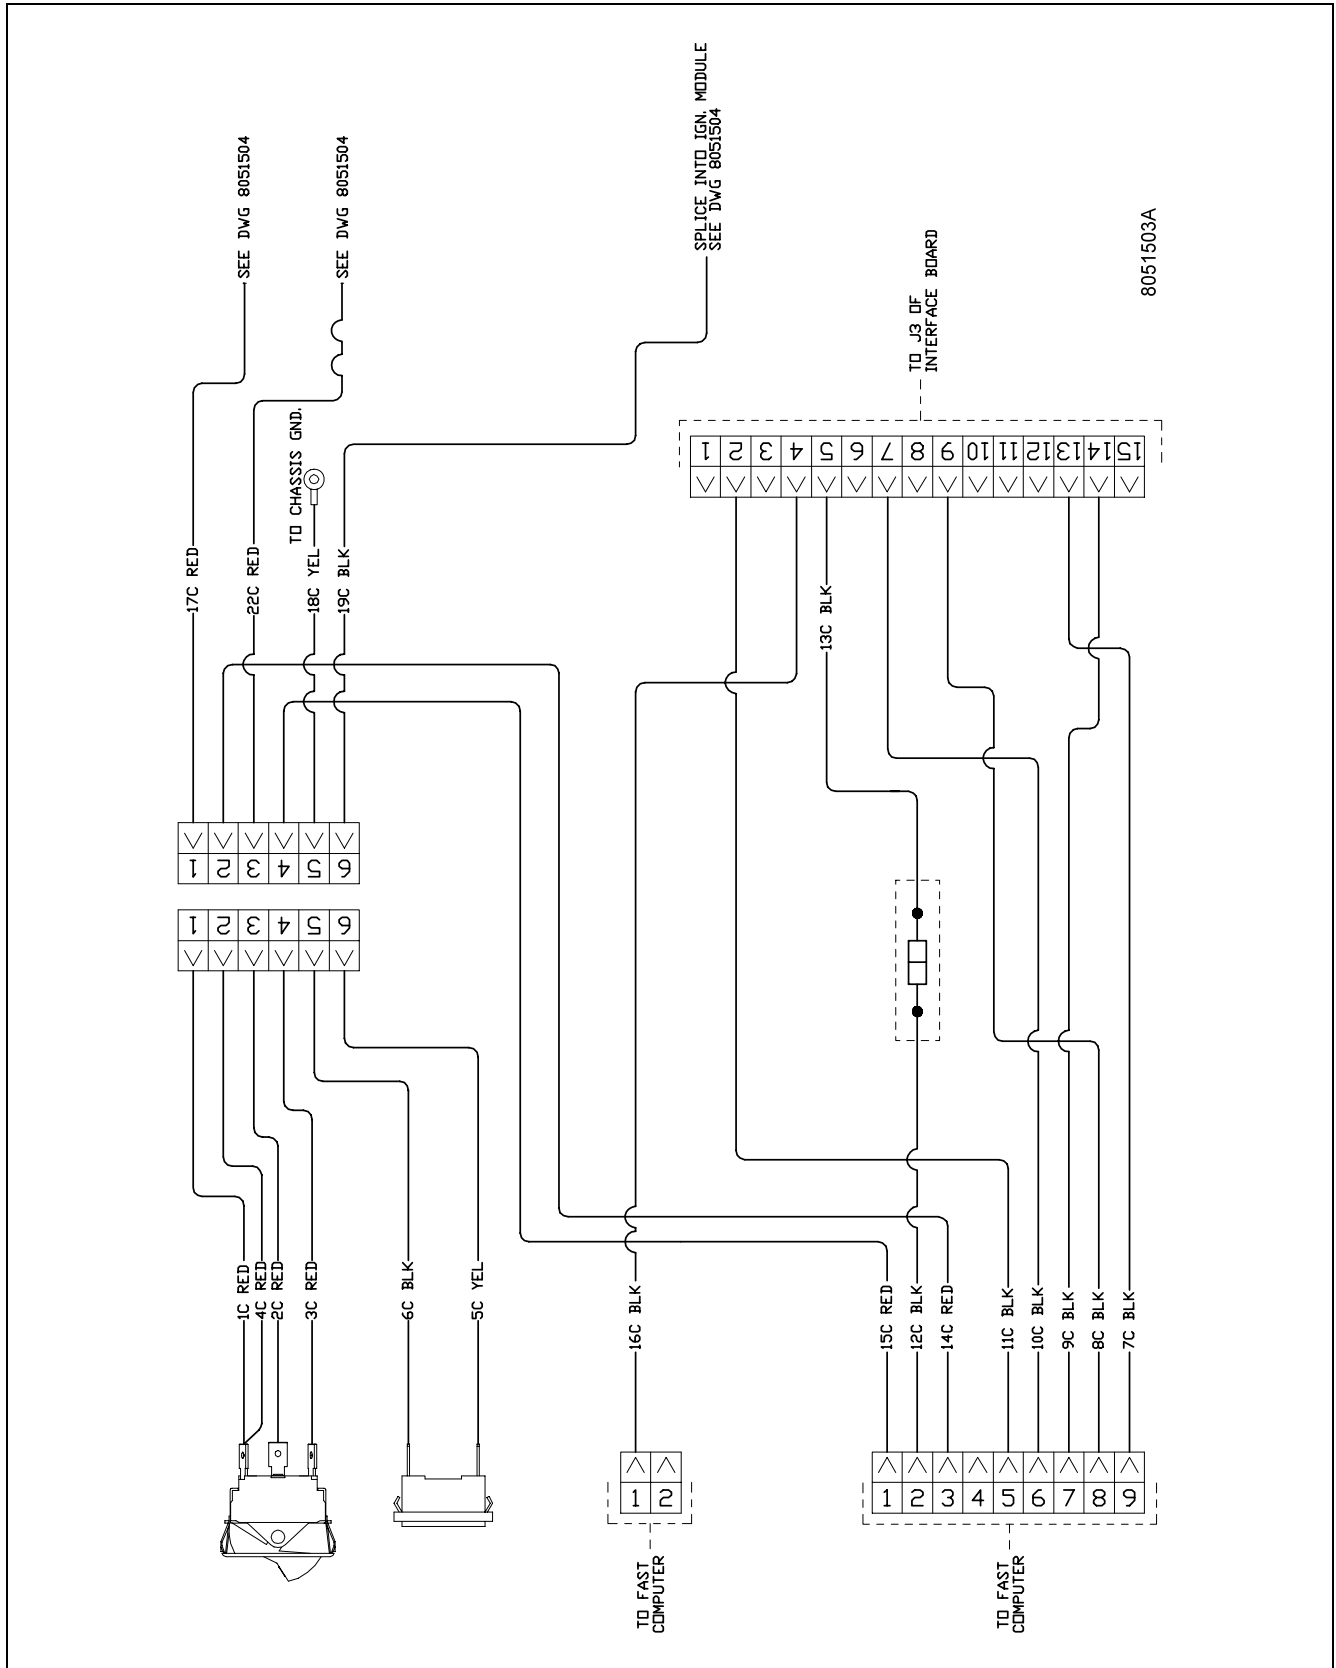 SEE DWG 8051504
SEE DWG 8051504
SPLICE INTO IGN. MODULE
SEE DWG 8051504
8051503A
TO J3 OF
INTERFACE BOARD
TO CHASSIS GND.
1 2 3 4 5 6 7 8 9 10 11 12 13 14 15
17C RED
22C RED
18C YEL
19C BLK
13C BLK
1 2 3 4 5 6
1 2 3 4 5 6
1C RED
4C RED
2C RED
3C RED
6C BLK
5C YEL
16C BLK
15C RED
12C BLK
14C RED
11C BLK
10C BLK
9C BLK
8C BLK
7C BLK
1 2
1 2 3 4 5 6 7 8 9
TO FAST
COMPUTER
TO FAST
COMPUTER